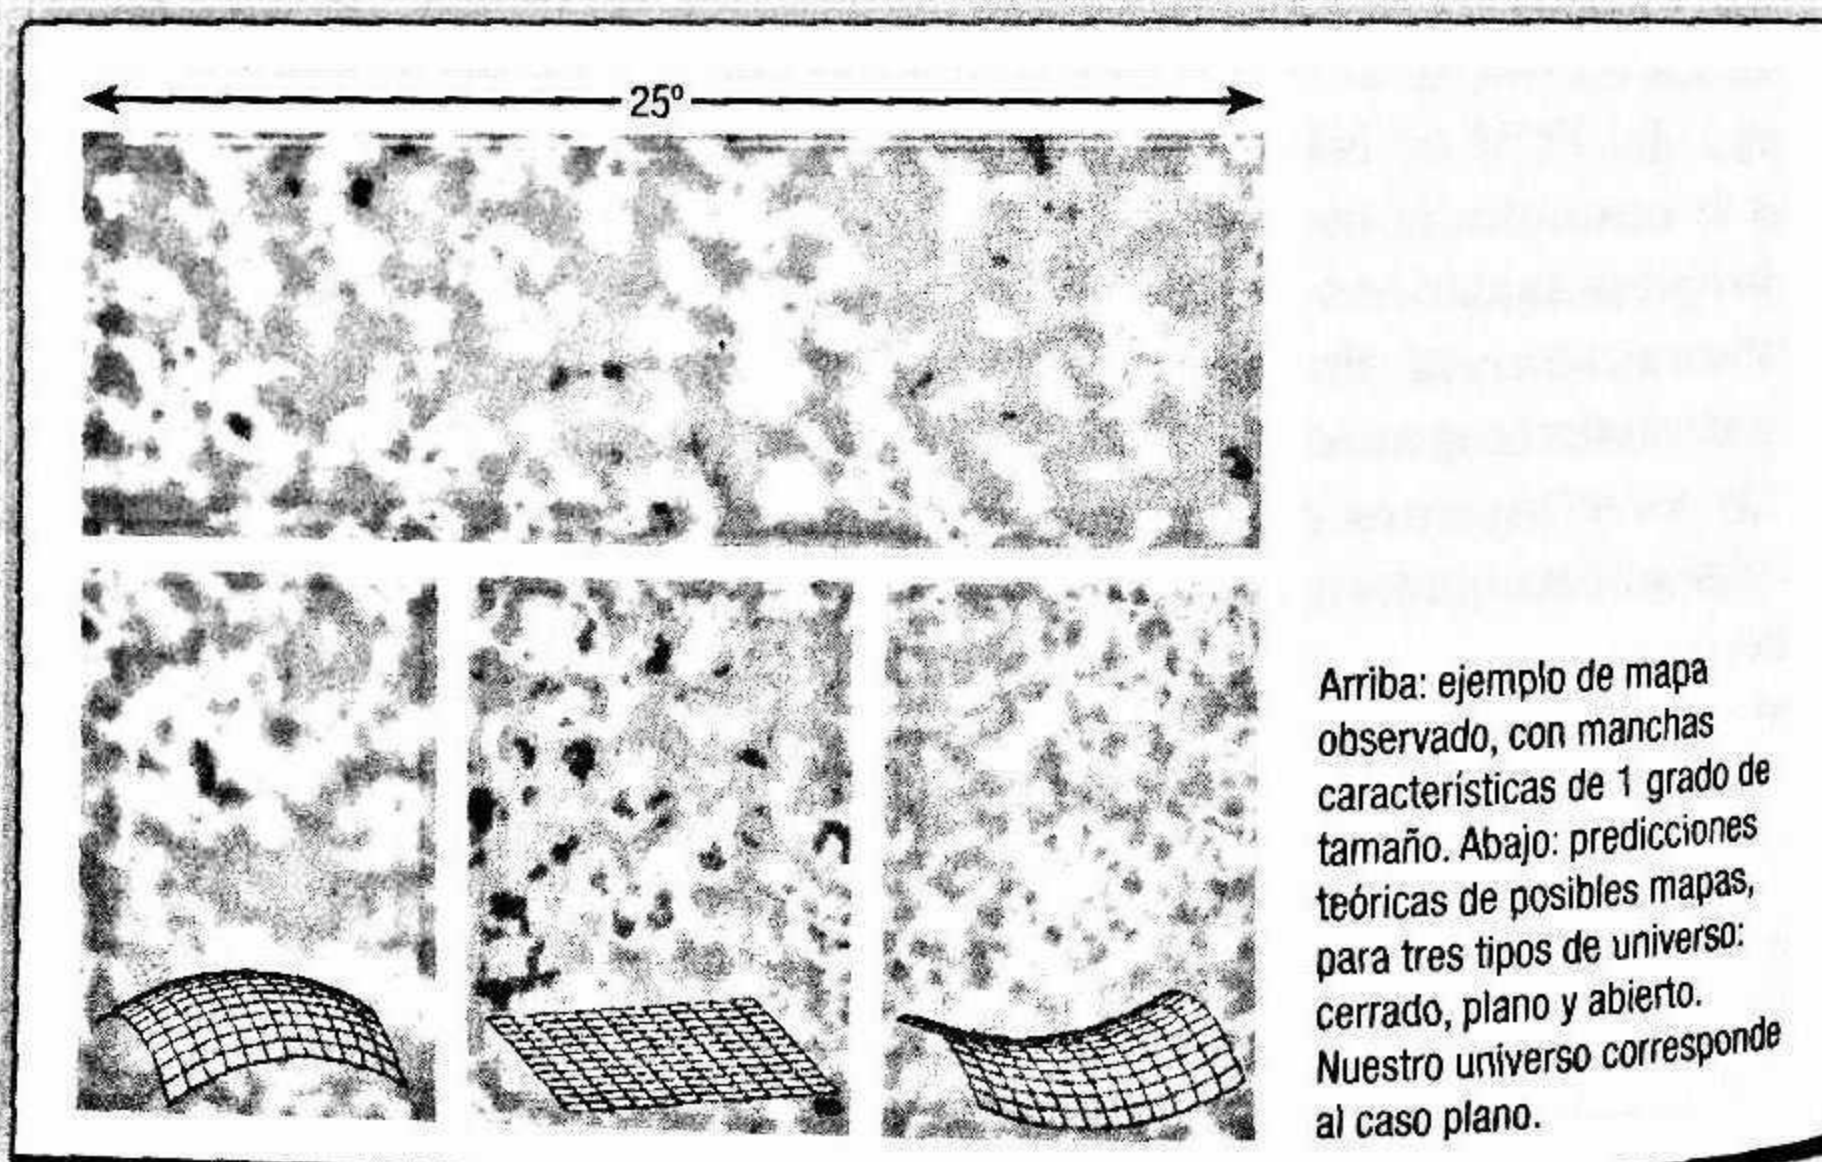 25º
Arriba: ejemplo de mapa
observado, con manchas
características de 1 grado de
tamaño. Abajo: predicciones
teóricas de posibles mapas,
para tres tipos de universo:
cerrado, plano y abierto.
Nuestro universo corresponde
al caso plano.